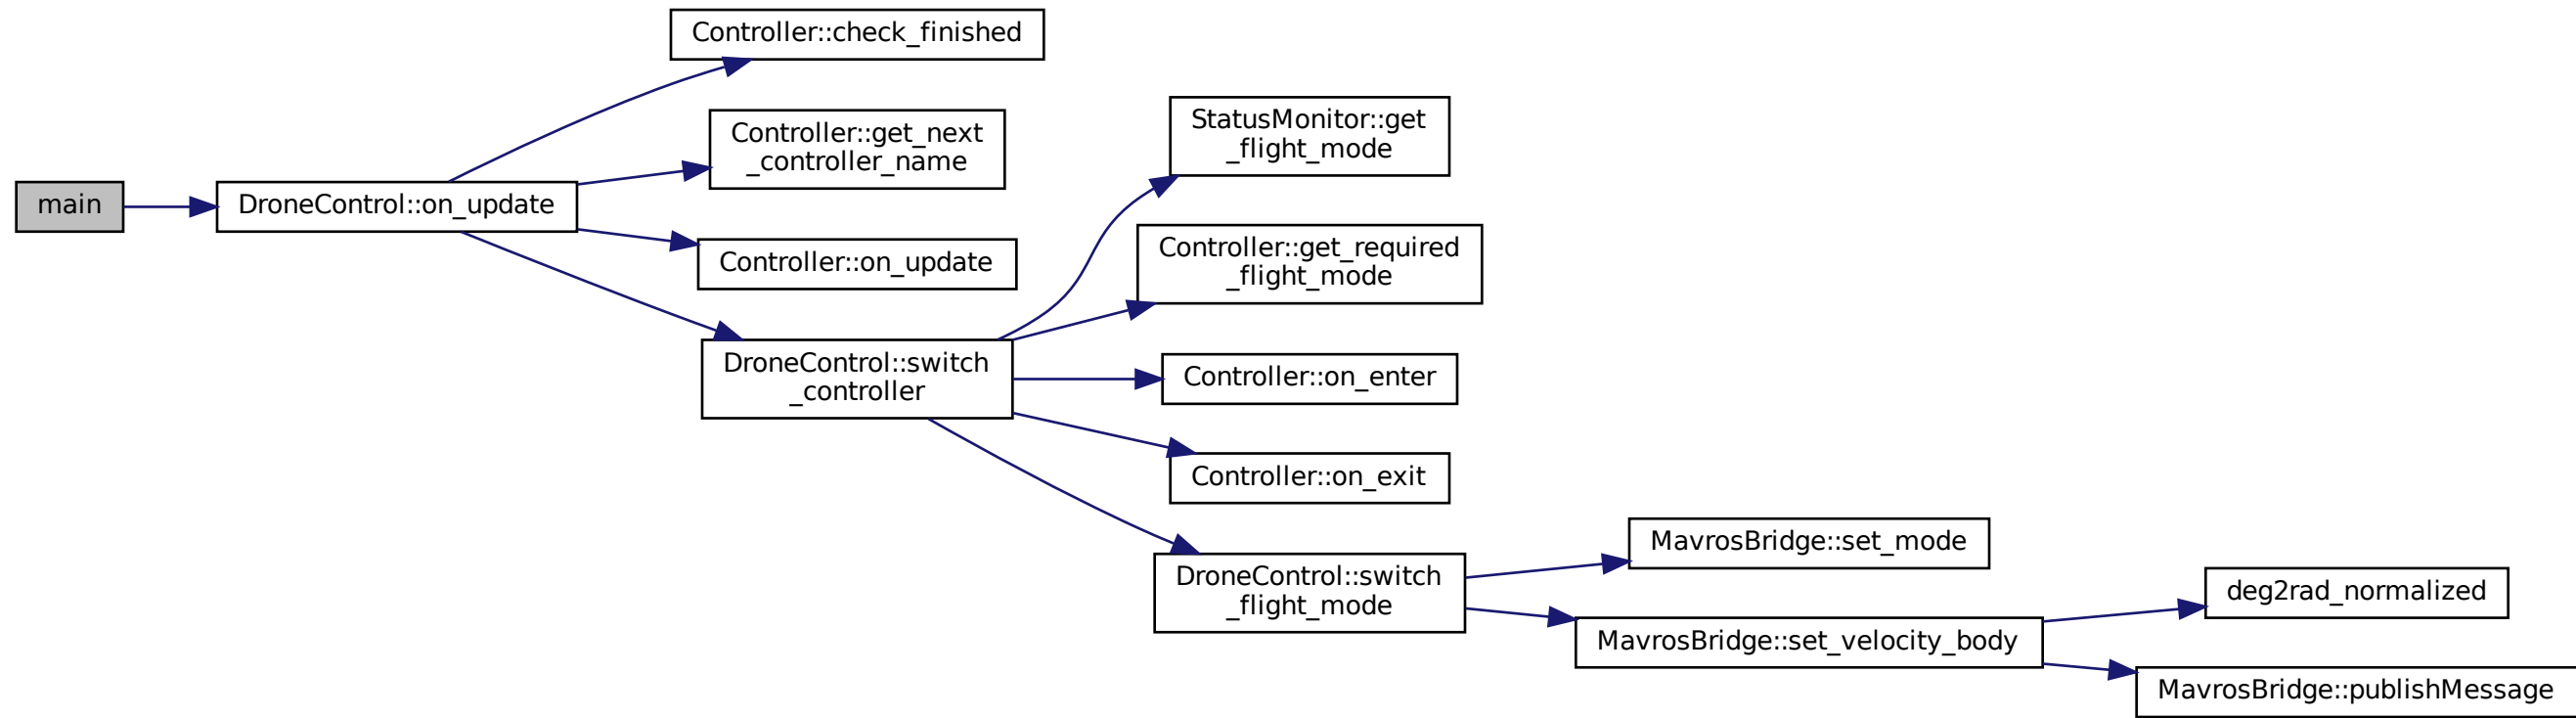 main
DroneControl::on_update
Controller::check_finished
Controller::get_next
_controller_name
Controller::on_update
DroneControl::switch
_controller
StatusMonitor::get
_flight_mode
Controller::get_required
_flight_mode
Controller::on_enter
Controller::on_exit
DroneControl::switch
_flight_mode
MavrosBridge::set_mode
MavrosBridge::set_velocity_body
deg2rad_normalized
MavrosBridge::publishMessage